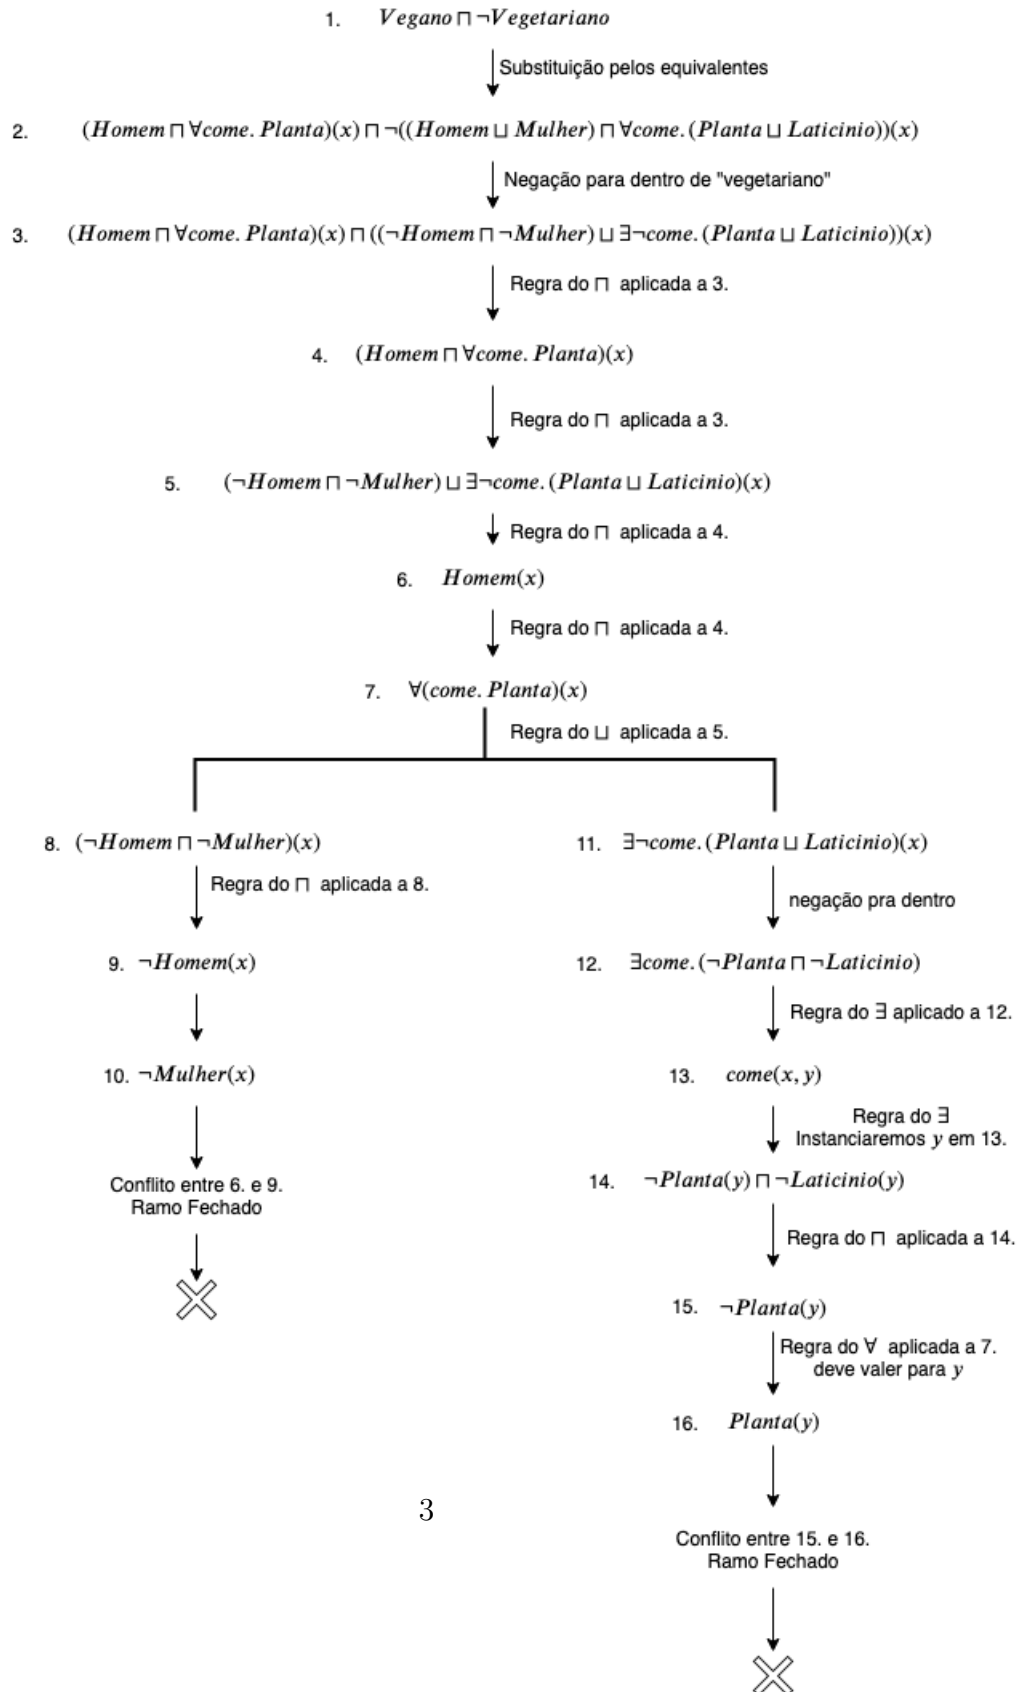 1. Vegano ⊓ ¬Vegetariano
Substituição pelos equivalentes
2. (Homem ⊓ ∀come. Planta)(x) ⊓ ¬((Homem ⊔ Mulher) ⊓ ∀come. (Planta ⊔ Laticinio))(x)
Negação para dentro de "vegetariano"
3. (Homem ⊓ ∀come. Planta)(x) ⊓ ((¬Homem ⊓ ¬Mulher) ⊔ ∃¬come. (Planta ⊔ Laticinio))(x)
Regra do ⊓ aplicada a 3.
4. (Homem ⊓ ∀come. Planta)(x)
Regra do ⊓ aplicada a 3.
5. (¬Homem ⊓ ¬Mulher) ⊔ ∃¬come. (Planta ⊔ Laticinio)(x)
Regra do ⊓ aplicada a 4.
6. Homem(x)
Regra do ⊓ aplicada a 4.
7. ∀(come. Planta)(x)
Regra do ⊔ aplicada a 5.
8. (¬Homem ⊓ ¬Mulher)(x)
Regra do ⊓ aplicada a 8.
9. ¬Homem(x)
10. ¬Mulher(x)
Conflito entre 6. e 9.
Ramo Fechado
11. ∃¬come. (Planta ⊔ Laticinio)(x)
negação pra dentro
12. ∃come. (¬Planta ⊓ ¬Laticinio)
Regra do ∃ aplicado a 12.
13. come(x, y)
Regra do ∃
Instanciaremos y em 13.
14. ¬Planta(y) ⊓ ¬Laticinio(y)
Regra do ⊓ aplicada a 14.
15. ¬Planta(y)
Regra do ∀ aplicada a 7.
deve valer para y
16. Planta(y)
Conflito entre 15. e 16.
Ramo Fechado
3